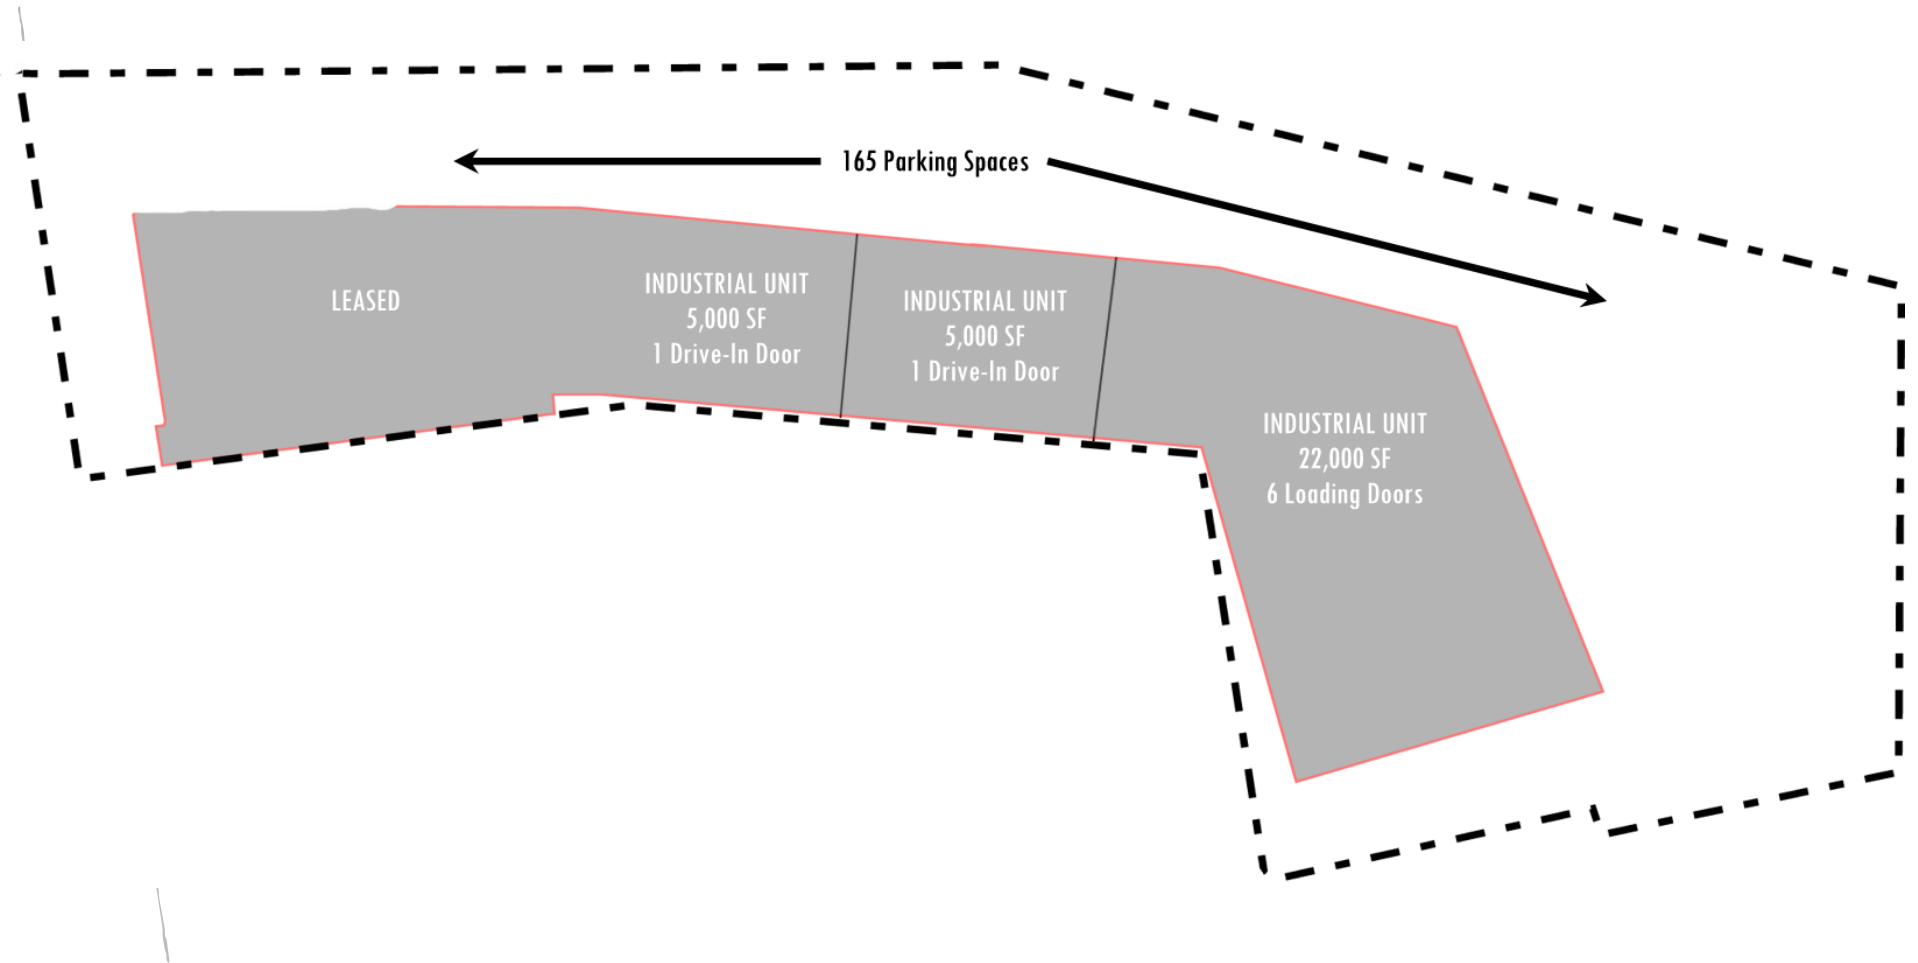 165 Parking Spaces
LEASED
INDUSTRIAL UNIT
5,000 SF
1 Drive-In Door
INDUSTRIAL UNIT
5,000 SF
1 Drive-In Door
INDUSTRIAL UNIT
22,000 SF
6 Loading Doors